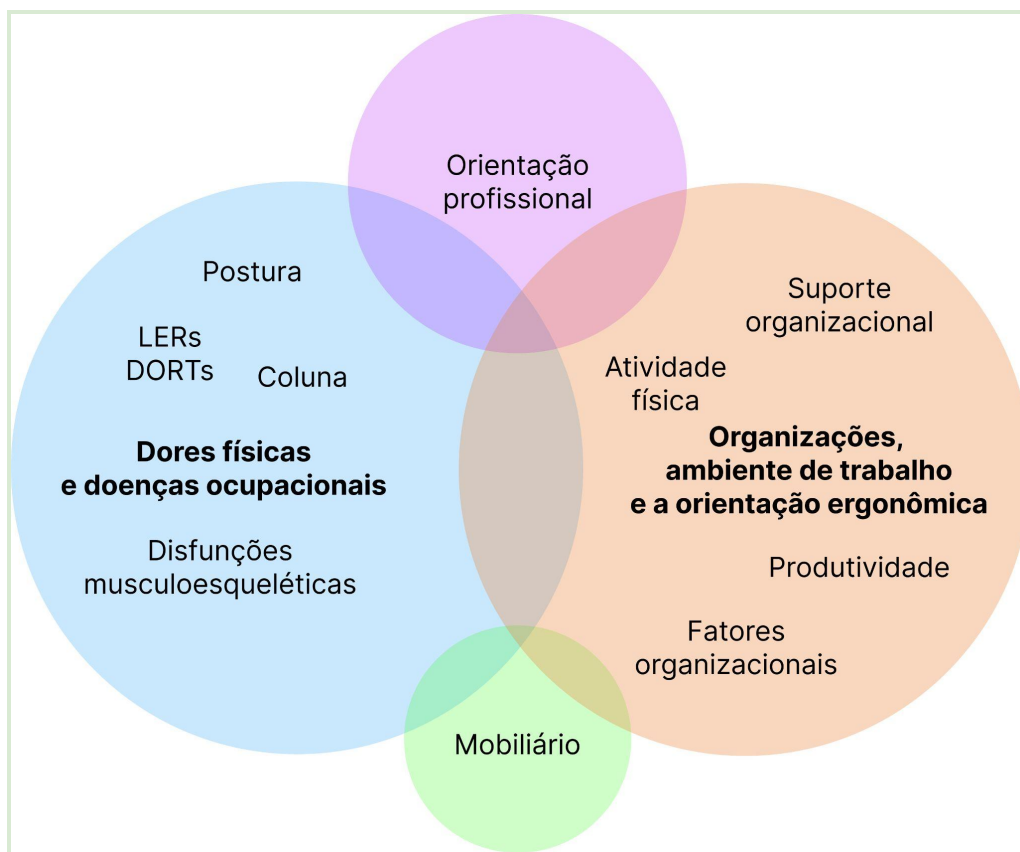 Orientação
profissional
Postura
LERs
DORTs
Coluna
Dores físicas
e doenças ocupacionais
Disfunções
musculoesqueléticas
Suporte
organizacional
Atividade
física
Organizações,
ambiente de trabalho
e a orientação ergonômica
Produtividade
Fatores
organizacionais
Mobiliário